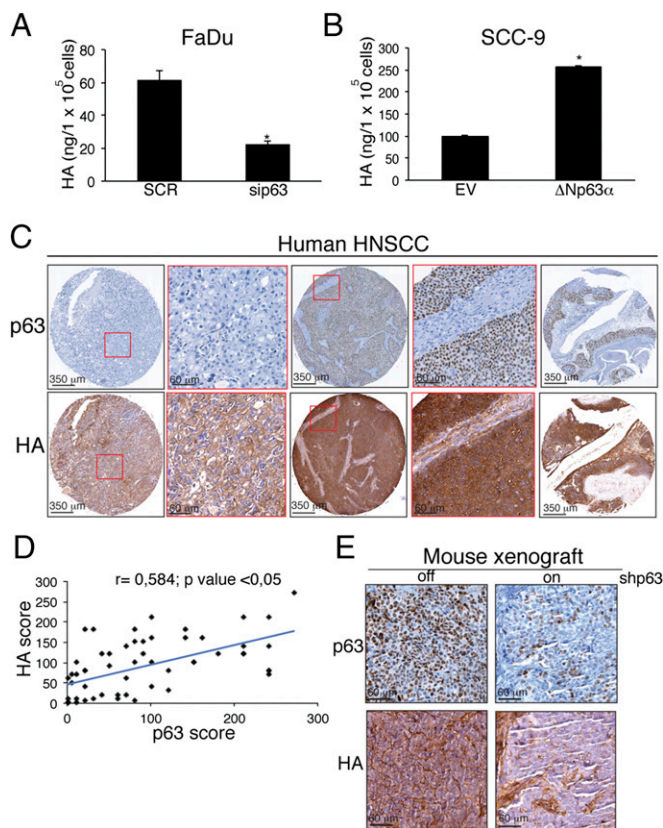 A
FaDu
HA (ng/1 x 10⁵ cells)
80
60
40
20
0
*
SCR
sip63
B
SCC-9
HA (ng/1 x 10⁵ cells)
300
250
200
150
100
50
0
*
EV
ΔNp63α
C
Human HNSCC
p63
350 µm
60 µm
350 µm
60 µm
350 µm
HA
350 µm
60 µm
350 µm
60 µm
350 µm
D
r= 0,584; p value <0,05
HA score
300
250
200
150
100
50
0
0
100
200
300
p63 score
E
Mouse xenograft
off
on
shp63
p63
60 µm
60 µm
HA
60 µm
60 µm